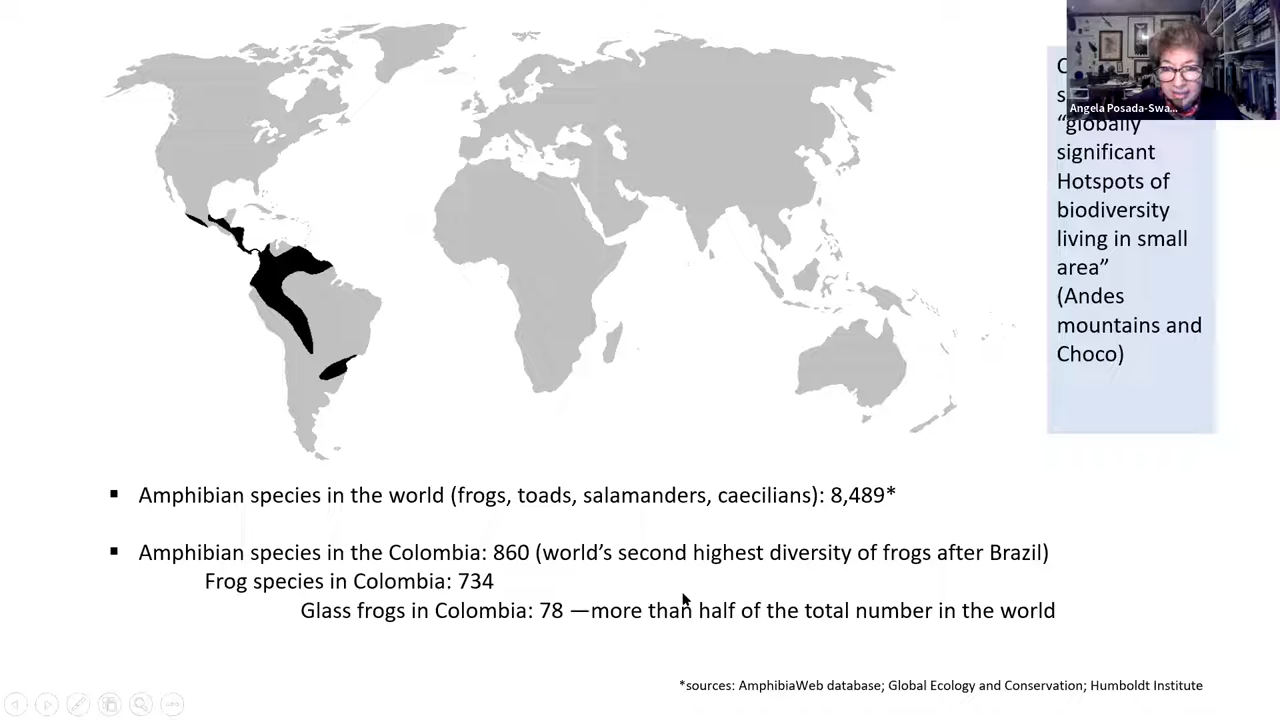 Angela Posada-Swa...
“globally
significant
Hotspots of
biodiversity
living in small
area”
(Andes
mountains and
Choco)
▪ Amphibian species in the world (frogs, toads, salamanders, caecilians): 8,489*
▪ Amphibian species in the Colombia: 860 (world’s second highest diversity of frogs after Brazil)
Frog species in Colombia: 734
Glass frogs in Colombia: 78 —more than half of the total number in the world
*sources: AmphibiaWeb database; Global Ecology and Conservation; Humboldt Institute